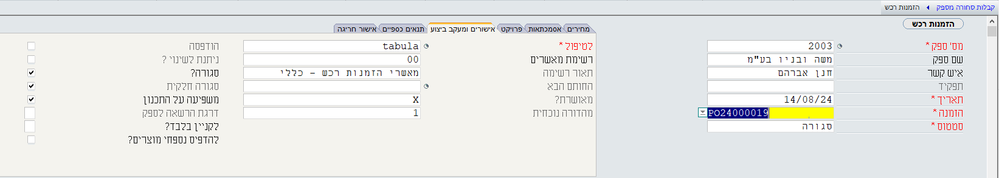 קבלות סחורה מספק ◄ הזמנות רכש
הזמנות רכש
מחירים אסמכתאות פרויקט אישורים ומעקב ביצוע תנאים כספיים אישור חריגה
מס' ספק * 2003
שם ספק משה ובניו בע"מ
איש קשר חנן אברהם
תפקיד
תאריך * 14/08/24
הזמנה * PO24000019
סטטוס * סגורה
לטיפול * tabula
רשימת מאשרים 00
תאור רשימה מאשרי הזמנות רכש - כללי
החותם הבא
מאושרת? X
מהדורה נוכחית 1
הודפסה
ניתנת לשינוי ?
סגורה?
סגורה חלקית
משפיעה על התכנון
דרגת הרשאה לספק
לקניין בלבד?
להדפיס נספחי מוצרים?